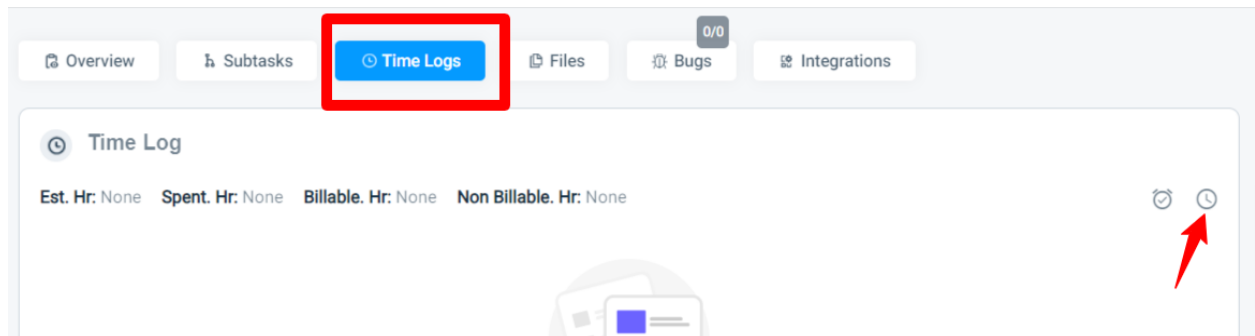 0/0
Overview Subtasks Time Logs Files Bugs Integrations
Time Log
Est. Hr: None Spent. Hr: None Billable. Hr: None Non Billable. Hr: None